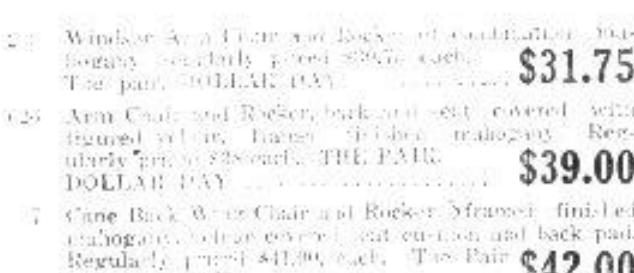 Windsor Arm Chair and Rocker of combination ma-
hogany regularly priced each.
The pair, DOLLAR DAY $31.75
Arm Chair and Rocker, back and seat covered with
figured velour, frames finished mahogany. Reg-
ularly priced $28 each. THE PAIR
DOLLAR DAY $39.00
7 Cane Back Chair and Rocker, frames finished
mahogany, velour covered seat cushion and back pad.
Regularly priced $41.00, each. The Pair $42.00